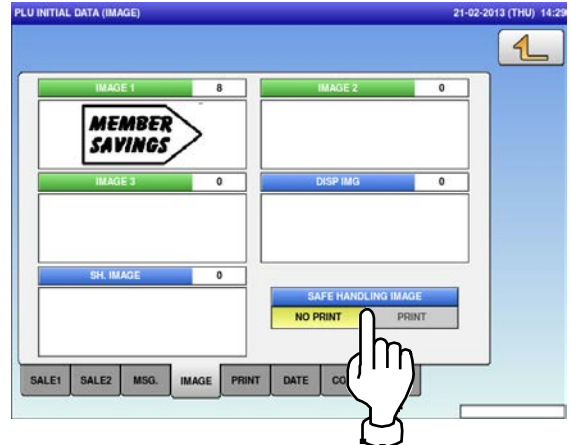 PLU INITIAL DATA (IMAGE) 21-02-2013 (THU) 14:29
IMAGE 1 8 IMAGE 2 0
MEMBER
SAVINGS
IMAGE 3 0 DISP IMG 0
SH. IMAGE 0
SAFE HANDLING IMAGE
NO PRINT PRINT
SALE1 SALE2 MSG. IMAGE PRINT DATE